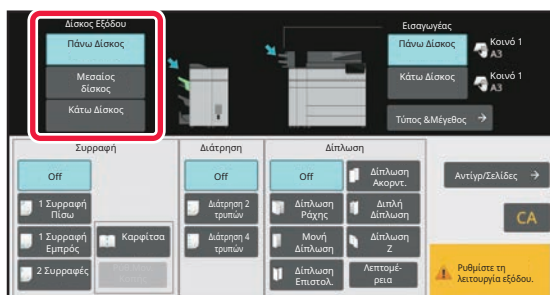 Δίσκος Εξόδου
Πάνω Δίσκος
Μεσαίος
δίσκος
Κάτω Δίσκος
Εισαγωγέας
Πάνω Δίσκος
Κοινό 1
A3
Κάτω Δίσκος
Κοινό 1
A3
Τύπος &Μέγεθος
Συρραφή
Off
1 Συρραφή
Πίσω
1 Συρραφή
Εμπρός
Καρφίτσα
2 Συρραφές
Διάτρηση
Off
Διάτρηση 2
τρυπών
Διάτρηση 4
τρυπών
Δίπλωση
Off
Δίπλωση
Ακορντ.
Δίπλωση
Ράχης
Διπλή
Δίπλωση
Μονή
Δίπλωση
Δίπλωση
Z
Δίπλωση
Επιστολ.
Λεπτομέ-
ρεια
Αντίγρ/Σελίδες
CA
Ρυθμίστε τη
λειτουργία εξόδου.